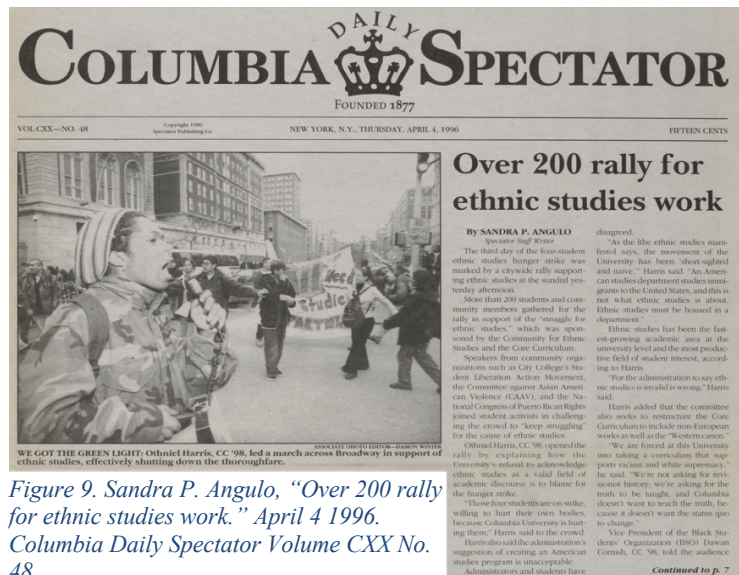 DAILY
COLUMBIA SPECTATOR
FOUNDED 1877
VOL.CXX—NO. 48
Copyright 1996
Spectator Publishing Co.
NEW YORK, N.Y., THURSDAY, APRIL 4, 1996
FIFTEEN CENTS
Need
Studies
ASSOCIATE PHOTO EDITOR—DAMON WINTER
WE GOT THE GREEN LIGHT: Othniel Harris, CC '98, led a march across Broadway in support of
ethnic studies, effectively shutting down the thoroughfare.
Over 200 rally for
ethnic studies work
By SANDRA P. ANGULO
Spectator Staff Writer
The third day of the four-student
ethnic studies hunger strike was
marked by a citywide rally support-
ing ethnic studies at the sundial yes-
terday afternoon.
More than 200 students and com-
munity members gathered for the
rally in support of the "struggle for
ethnic studies," which was spon-
sored by the Community for Ethnic
Studies and the Core Curriculum.
Speakers from community orga-
nizations such as City College's Stu-
dent Liberation Action Movement,
the Committee against Asian Ameri-
can Violence (CAAV), and the Na-
tional Congress of Puerto Rican Rights
joined student activists in challeng-
ing the crowd to "keep struggling"
for the cause of ethnic studies.
Othniel Harris, CC '98, opened the
rally by explaining how the
University's refusal to acknowledge
ethnic studies as a valid field of
academic discourse is to blame for
the hunger strike.
"Those four students are on strike,
willing to hurt their own bodies,
because Columbia University is hurt-
ing them," Harris said to the crowd.
Harris also said the administration's
suggestion of creating an American
studies program is unacceptable.
Administrators and students have
disagreed.
"As [the ethnic studies mani-
festo] says, the movement of the
University has been 'short-sighted
and naive,'" Harris said. "An Ameri-
can studies department studies immi-
grants to the United States, and this is
not what ethnic studies is about.
Ethnic studies must be housed in a
department."
Ethnic studies has been the fast-
est-growing academic area at the
university level and the most produc-
tive field of student interest, accord-
ing to Harris.
"For the administration to say eth-
nic studies is invalid is wrong," Harris
said.
Harris added that the committee
also seeks to restructure the Core
Curriculum to include non-European
works as well as the "Western canon."
"We are forced at this University
into taking a curriculum that sup-
ports racism and white supremacy,"
he said. "We're not asking for revi-
sionist history; we're asking for the
truth to be taught, and Columbia
doesn't want to teach the truth, be-
cause it doesn't want the status quo
to change."
Vice President of the Black Stu-
dents' Organization (BSO) Dawan
Cornish, CC '98, told the audience
Continued to p. 7
Figure 9. Sandra P. Angulo, “Over 200 rally
for ethnic studies work.” April 4 1996.
Columbia Daily Spectator Volume CXX No.
48